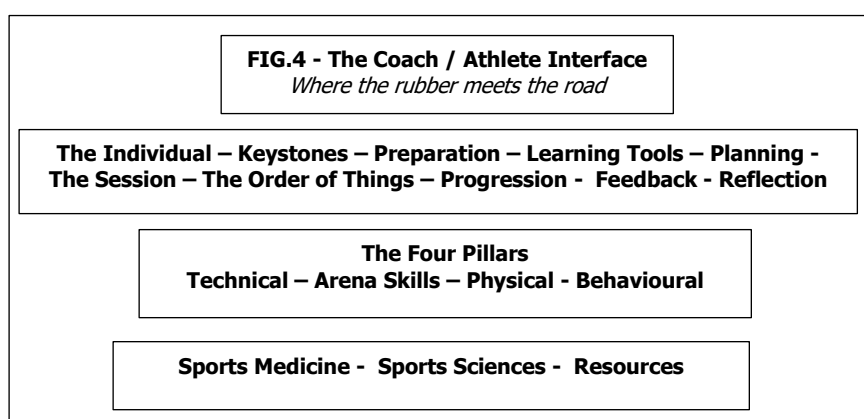 FIG.4 - The Coach / Athlete Interface
Where the rubber meets the road
The Individual – Keystones – Preparation – Learning Tools – Planning -
The Session – The Order of Things – Progression -  Feedback - Reflection
The Four Pillars
Technical – Arena Skills – Physical - Behavioural
Sports Medicine -  Sports Sciences -  Resources